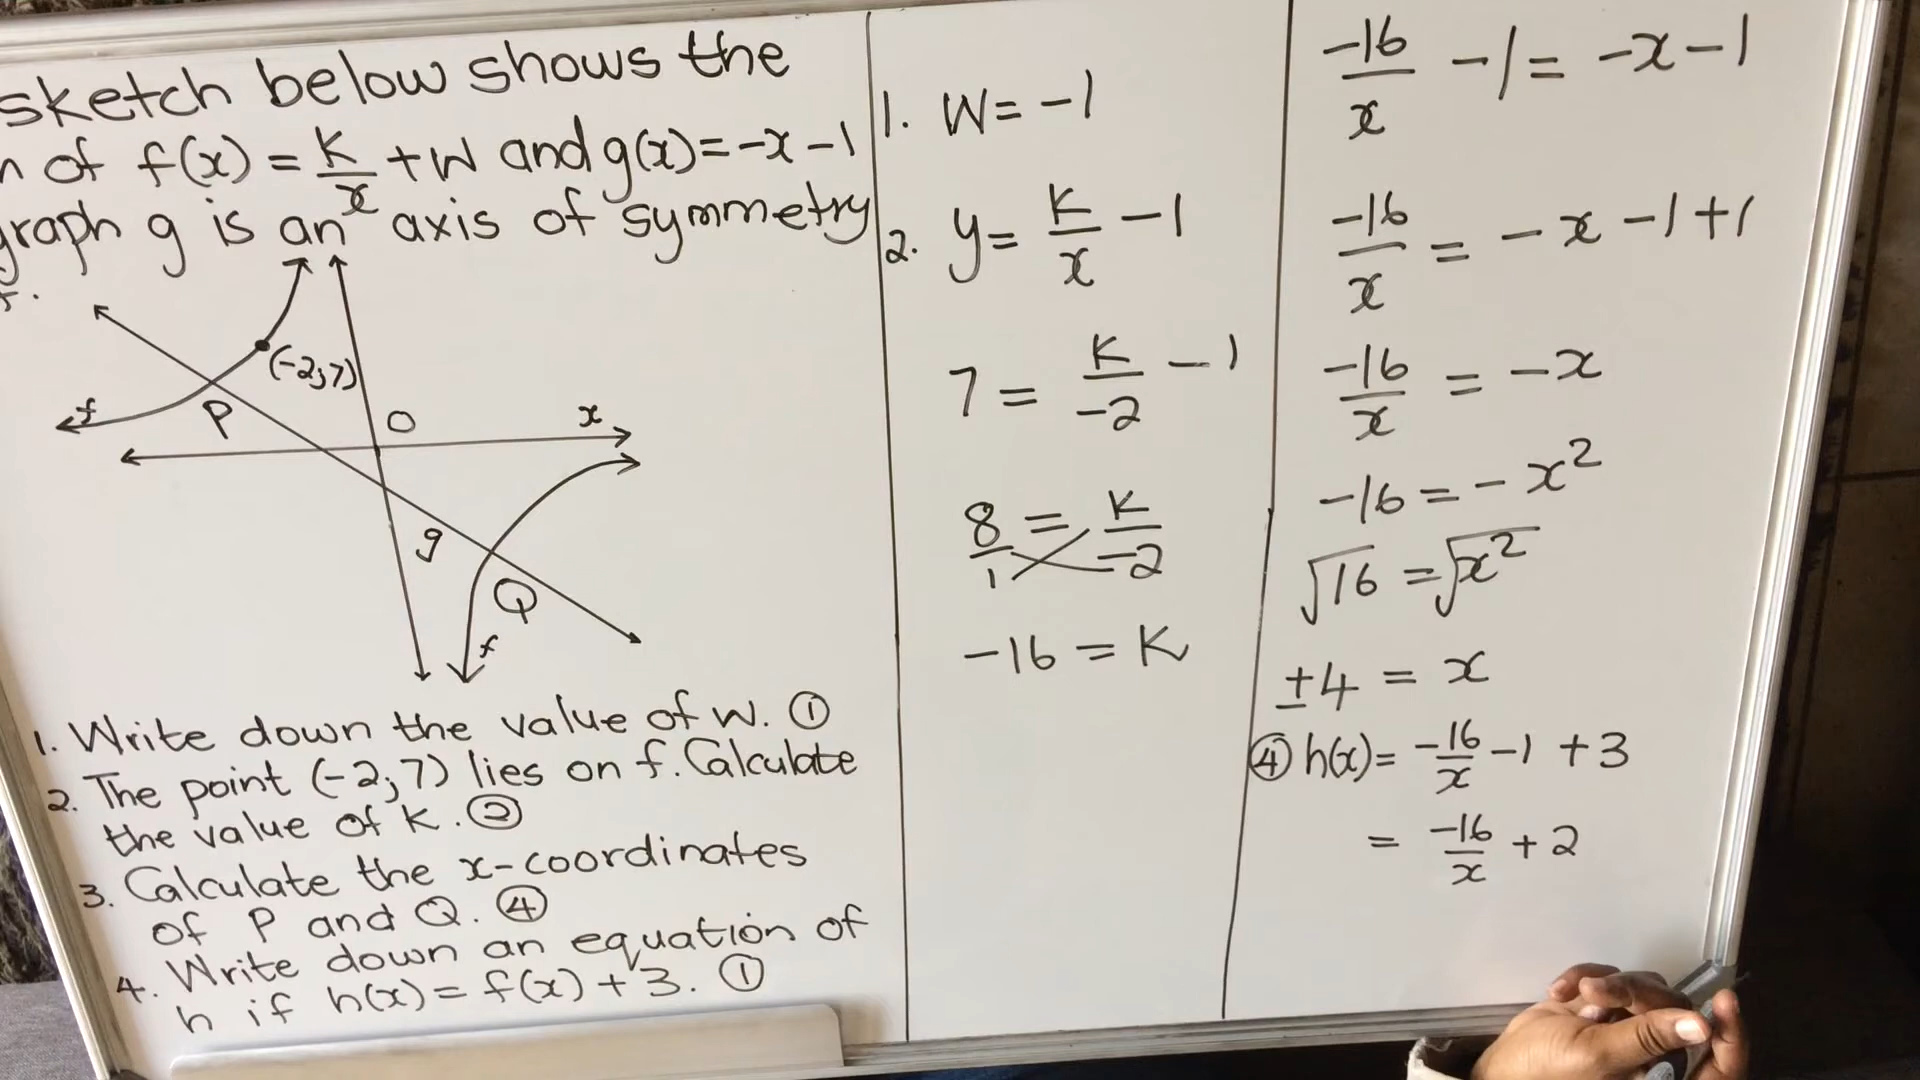 sketch below shows the
of f(x) = K/x + W and g(x) = -x - 1
graph g is an axis of symmetry
(-2;7)
f
P
O
x
g
Q
f
1. Write down the value of W. ①
2. The point (-2;7) lies on f. Calculate
the value of K. ②
3. Calculate the x-coordinates
of P and Q. ④
4. Write down an equation of
h if h(x) = f(x) + 3. ①
1. W = -1
2. y = K/x - 1
7 = K/-2 - 1
8/1 = K/-2
-16 = K
-16/x - 1 = -x - 1
-16/x = -x - 1 + 1
-16/x = -x
-16 = -x²
√16 = √x²
±4 = x
④ h(x) = -16/x - 1 + 3
= -16/x + 2